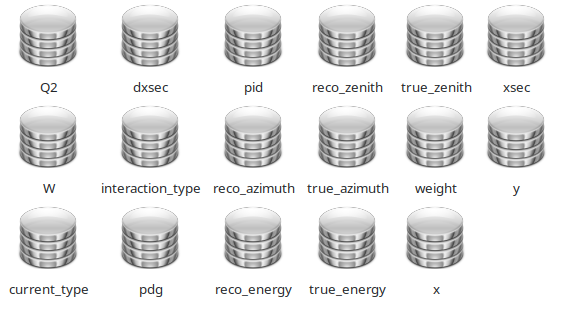 Q2 dxsec pid reco_zenith true_zenith xsec
W interaction_type reco_azimuth true_azimuth weight y
current_type pdg reco_energy true_energy x